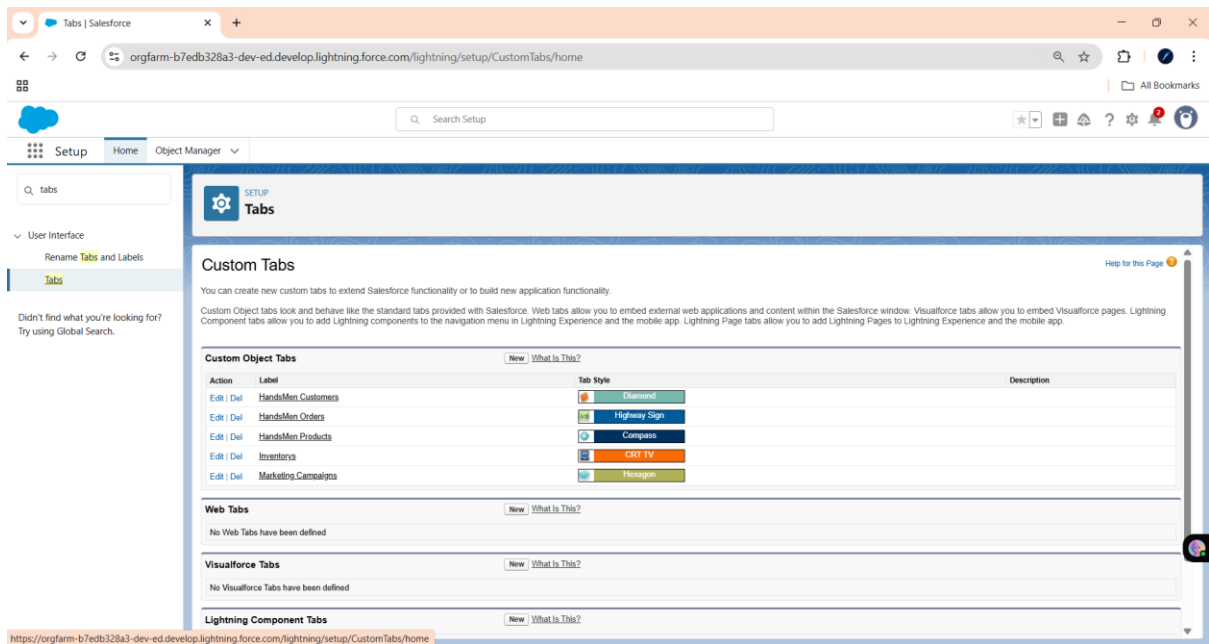 Tabs | Salesforce
orgfarm-b7edb328a3-dev-ed.develop.lightning.force.com/lightning/setup/CustomTabs/home
All Bookmarks
Search Setup
2
Setup
Home
Object Manager
tabs
User Interface
Rename Tabs and Labels
Tabs
Didn't find what you're looking for?
Try using Global Search.
SETUP
Tabs
Custom Tabs
Help for this Page
You can create new custom tabs to extend Salesforce functionality or to build new application functionality.
Custom Object tabs look and behave like the standard tabs provided with Salesforce. Web tabs allow you to embed external web applications and content within the Salesforce window. Visualforce tabs allow you to embed Visualforce pages. Lightning
Component tabs allow you to add Lightning components to the navigation menu in Lightning Experience and the mobile app. Lightning Page tabs allow you to add Lightning Pages to Lightning Experience and the mobile app.
Custom Object Tabs New What Is This?
Action Label Tab Style Description
Edit | Del HandsMen Customers Diamond
Edit | Del HandsMen Orders Highway Sign
Edit | Del HandsMen Products Compass
Edit | Del Inventorys CRT TV
Edit | Del Marketing Campaigns Hexagon
Web Tabs New What Is This?
No Web Tabs have been defined
Visualforce Tabs New What Is This?
No Visualforce Tabs have been defined
Lightning Component Tabs New What Is This?
https://orgfarm-b7edb328a3-dev-ed.develop.lightning.force.com/lightning/setup/CustomTabs/home